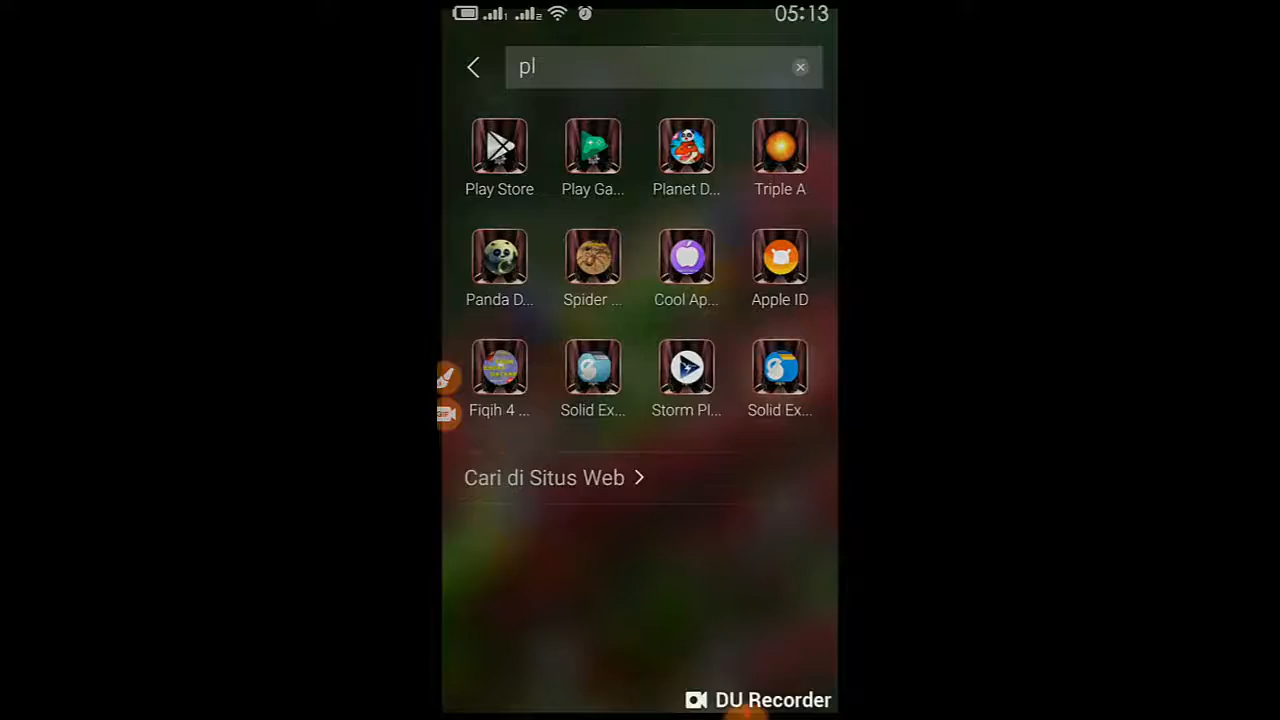 05:13
pl
Play Store Play Ga... Planet D... Triple A
Panda D... Spider ... Cool Ap... Apple ID
Fiqih 4 ... Solid Ex... Storm Pl... Solid Ex...
Cari di Situs Web
DU Recorder